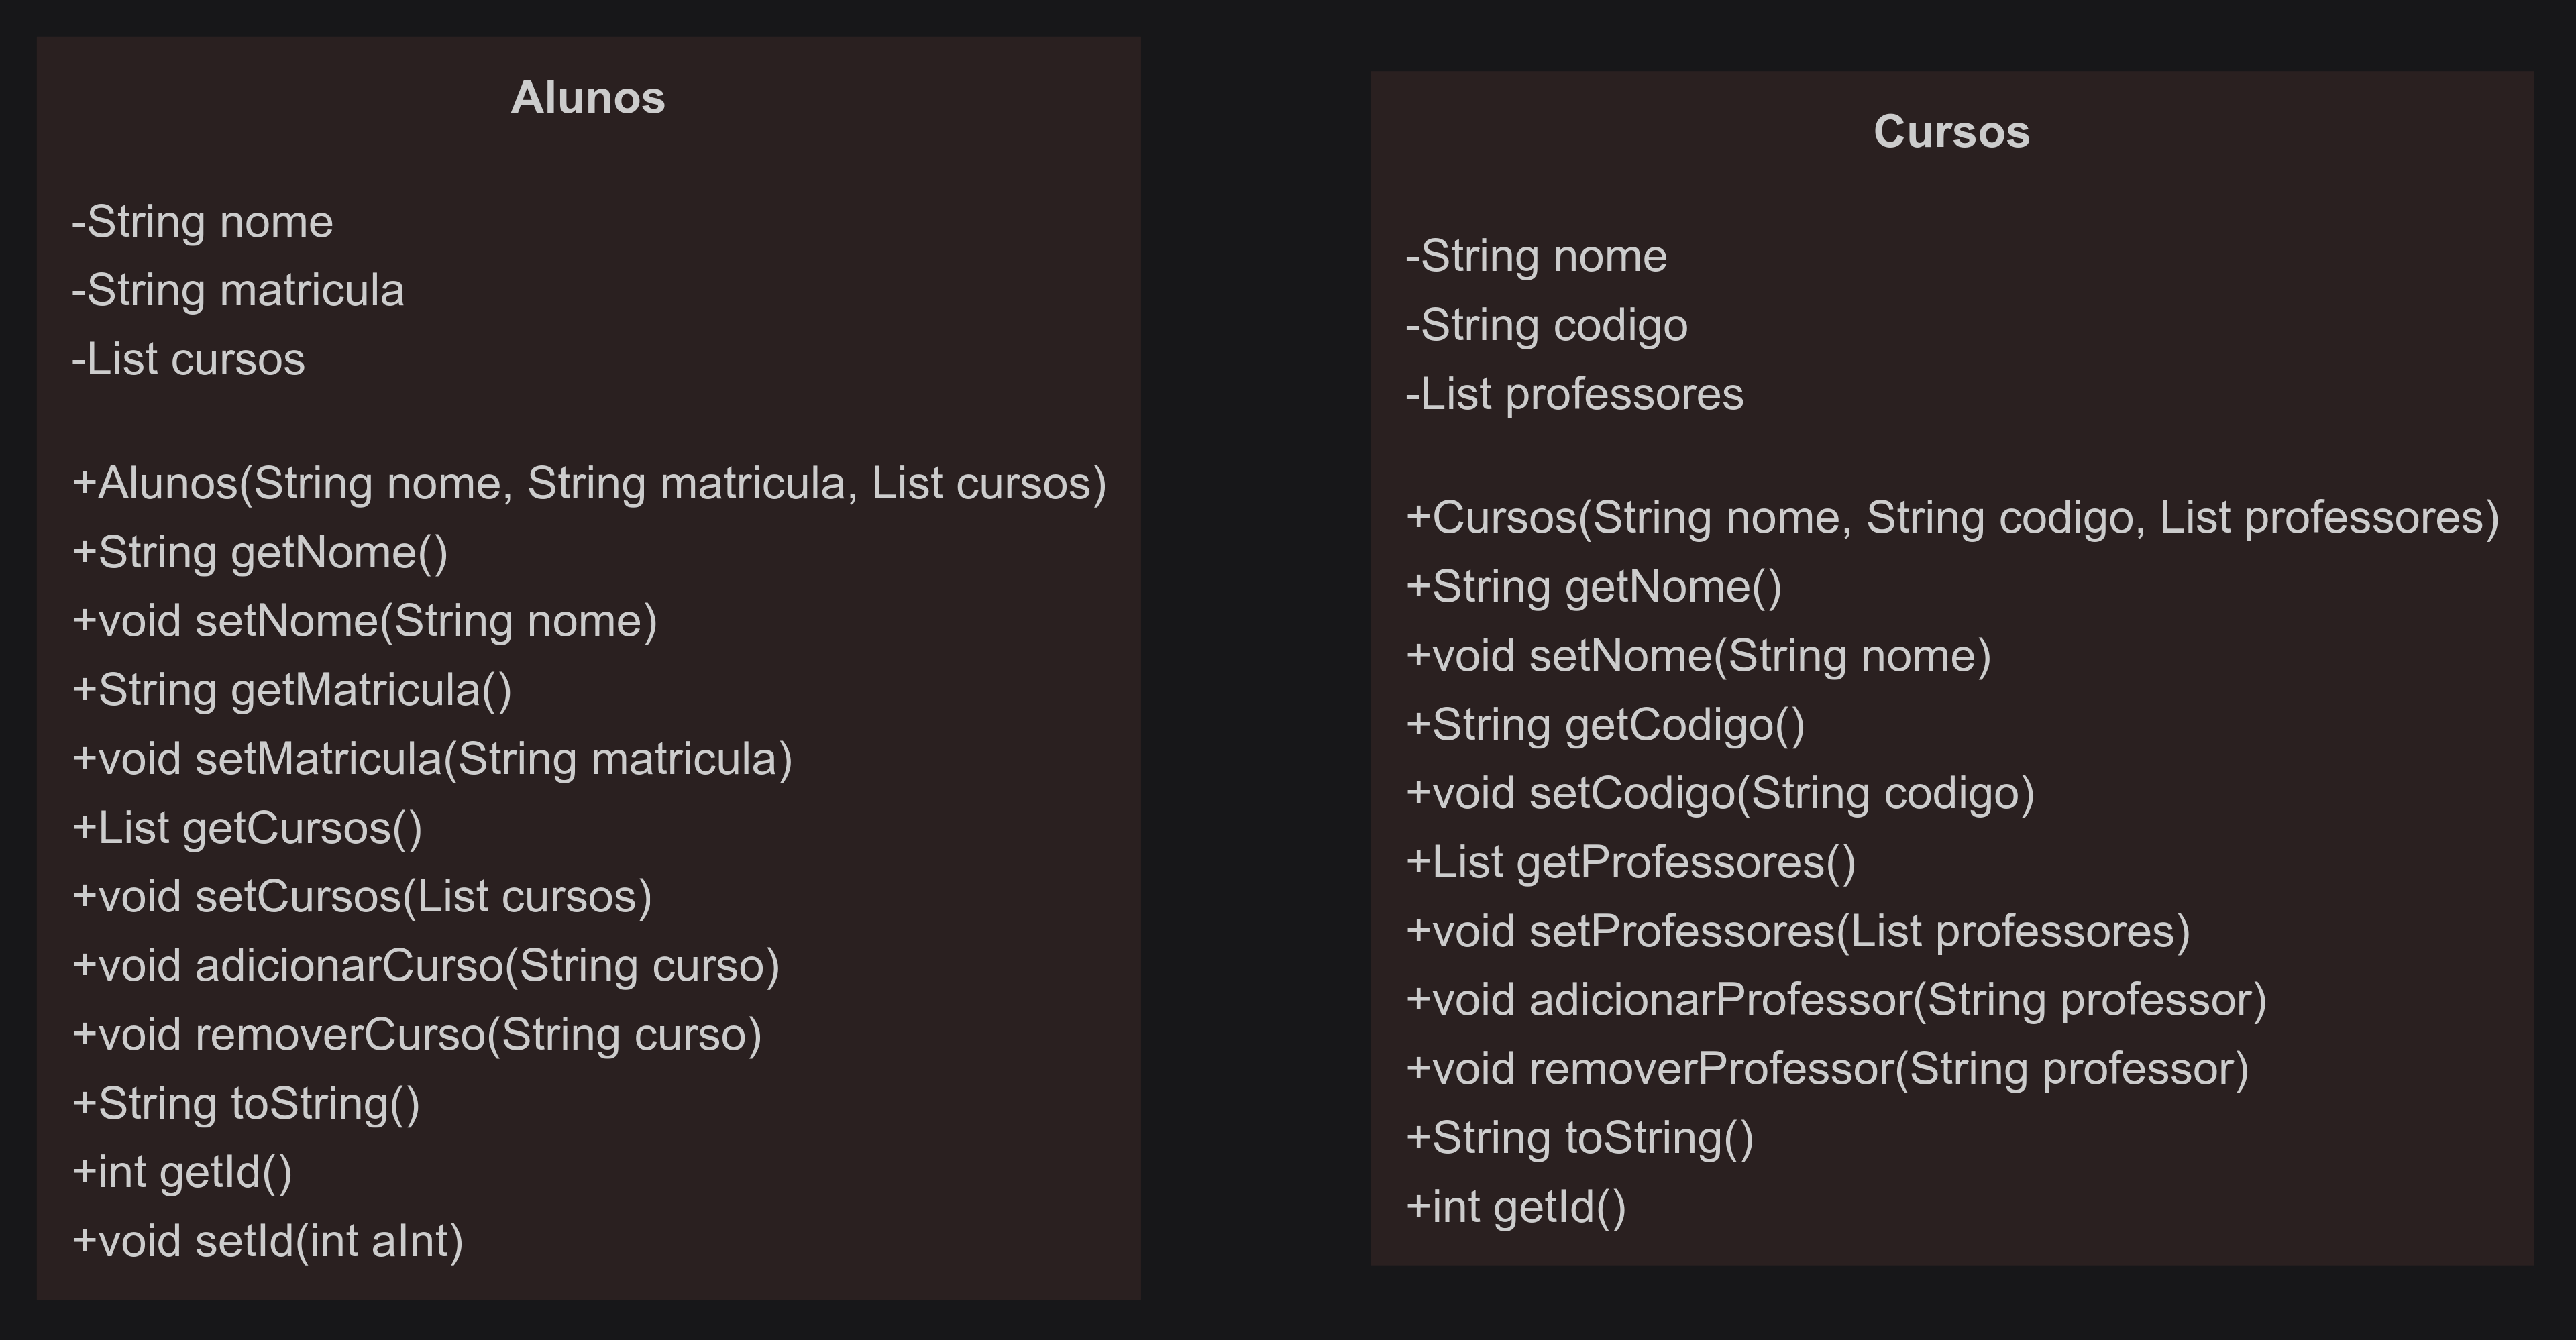 Alunos
-String nome
-String matricula
-List cursos
+Alunos(String nome, String matricula, List cursos)
+String getNome()
+void setNome(String nome)
+String getMatricula()
+void setMatricula(String matricula)
+List getCursos()
+void setCursos(List cursos)
+void adicionarCurso(String curso)
+void removerCurso(String curso)
+String toString()
+int getId()
+void setId(int aInt)
Cursos
-String nome
-String codigo
-List professores
+Cursos(String nome, String codigo, List professores)
+String getNome()
+void setNome(String nome)
+String getCodigo()
+void setCodigo(String codigo)
+List getProfessores()
+void setProfessores(List professores)
+void adicionarProfessor(String professor)
+void removerProfessor(String professor)
+String toString()
+int getId()